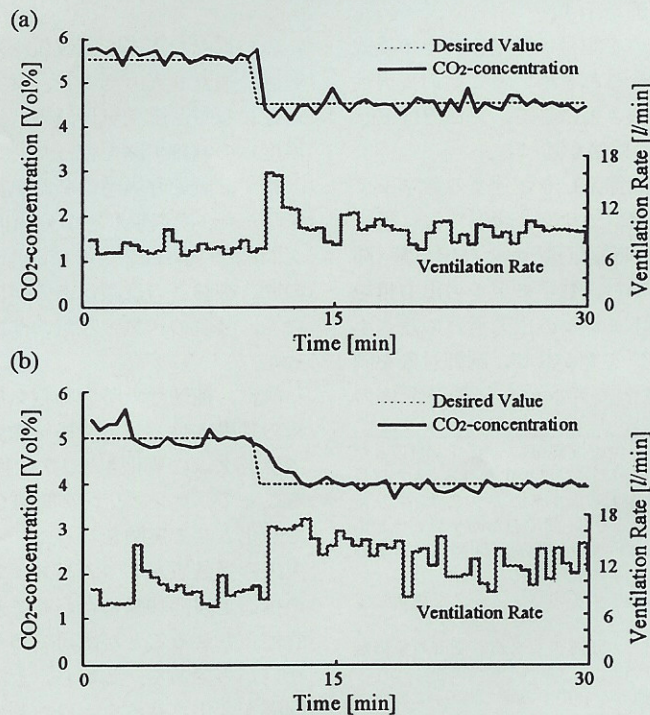 (a)
6
5
4
3
2
1
0
CO2-concentration [Vol%]
Desired Value
CO2-concentration
18
12
6
0
Ventilation Rate [l/min]
Ventilation Rate
0
15
30
Time [min]
(b)
6
5
4
3
2
1
0
CO2-concentration [Vol%]
Desired Value
CO2-concentration
18
12
6
0
Ventilation Rate [l/min]
Ventilation Rate
0
15
30
Time [min]